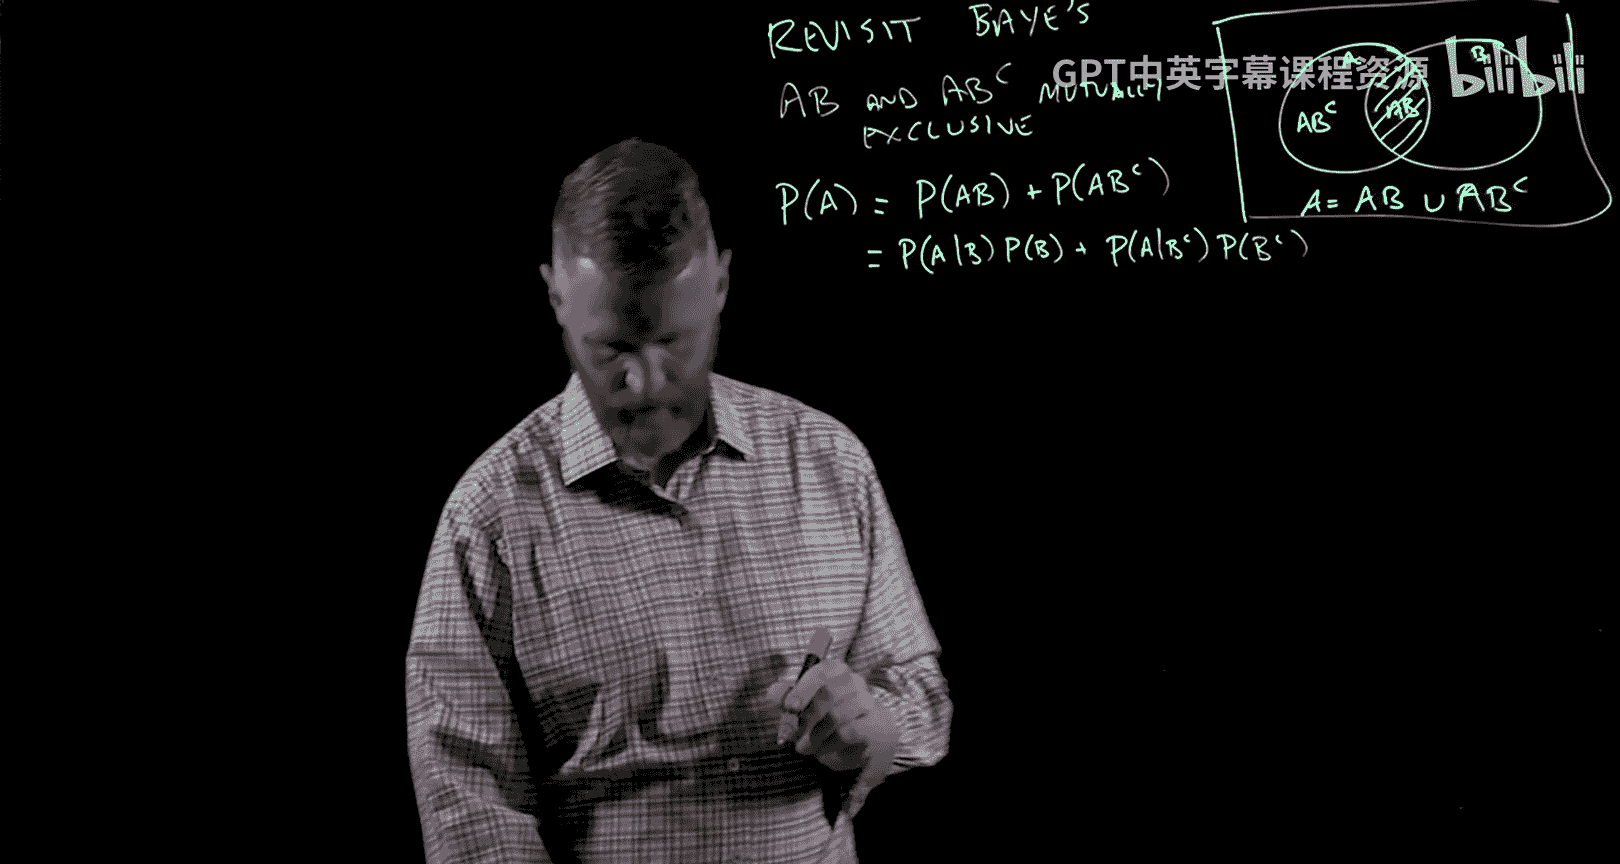 REVISIT BAYE'S
AB AND AB^C MUTUALLY
EXCLUSIVE
P(A) = P(AB) + P(AB^c)
= P(A|B) P(B) + P(A|B^c) P(B^c)
GPT中英字幕课程资源 bilibili
A B
AB^C AB
A = AB ∪ AB^C